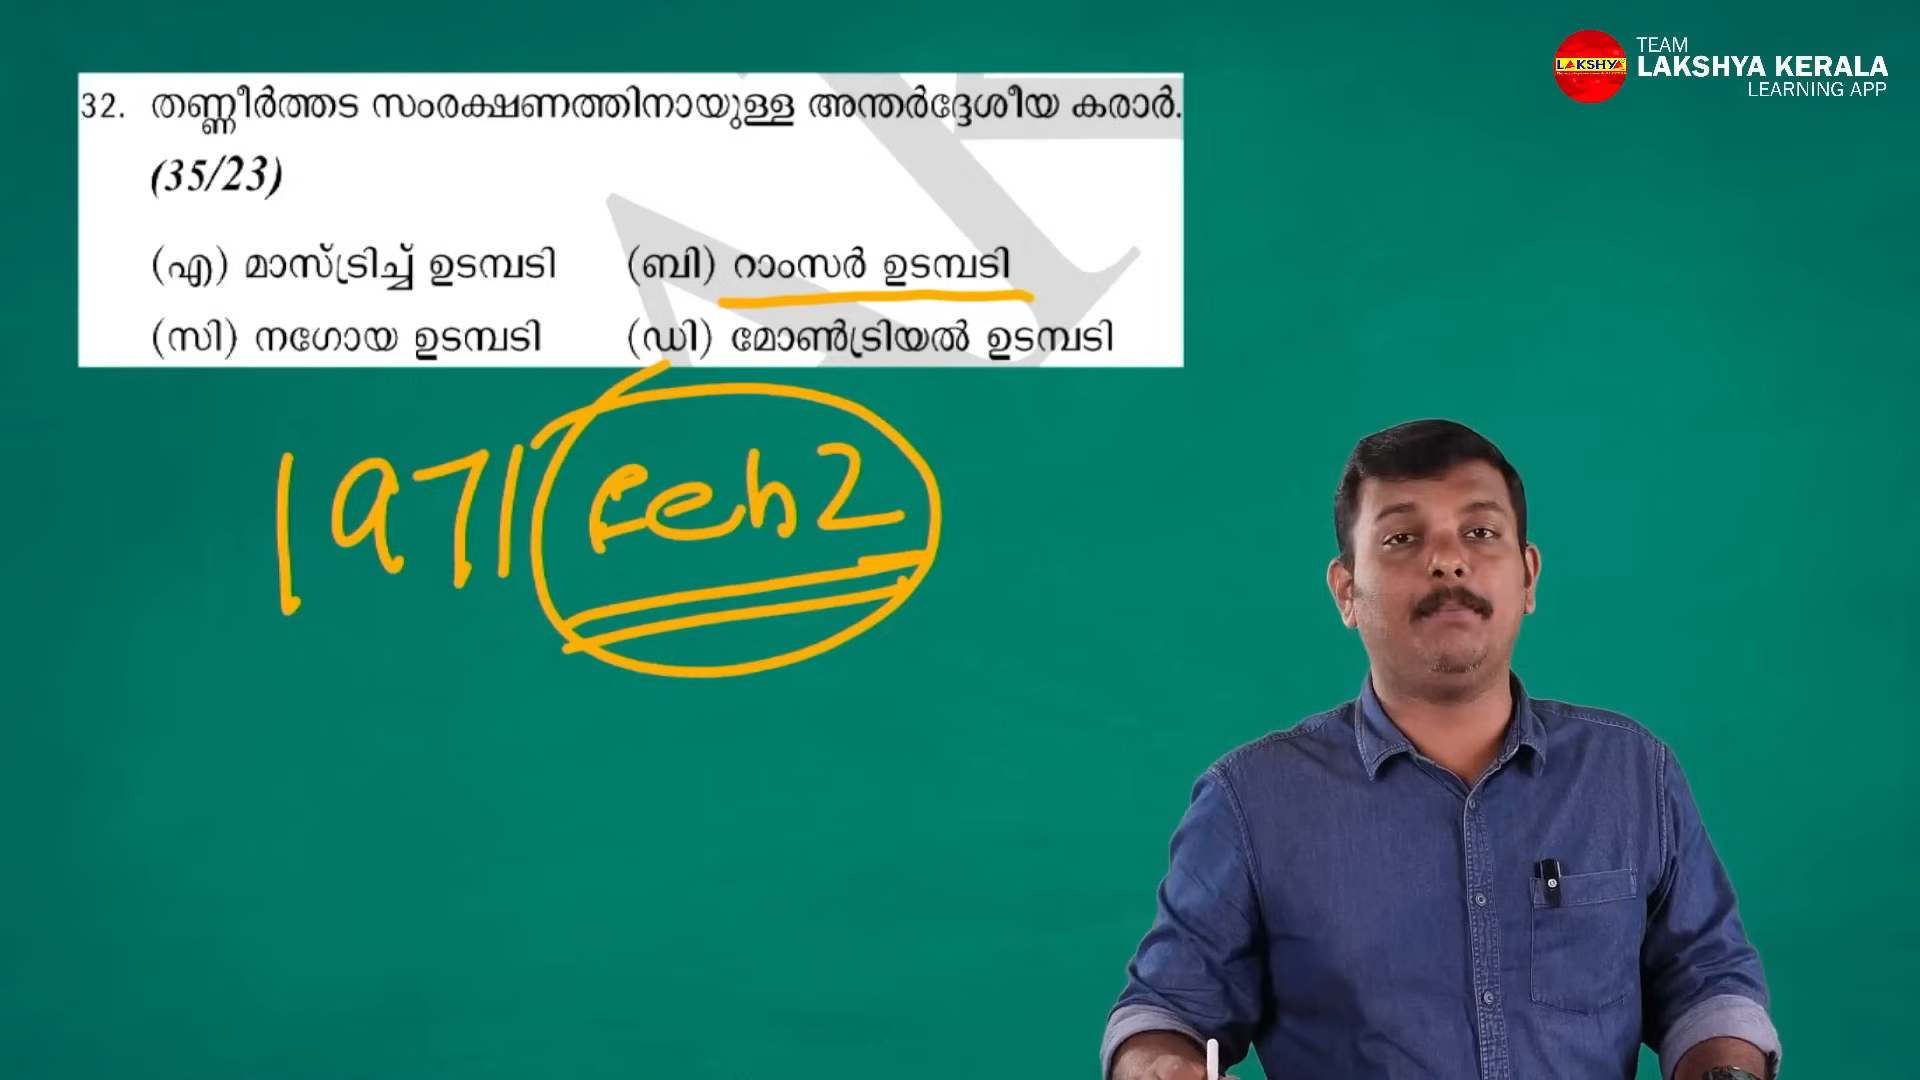 TEAM
LAKSHYA
LAKSHYA KERALA
LEARNING APP
32. തണ്ണീർത്തട സംരക്ഷണത്തിനായുള്ള അന്തർദ്ദേശീയ കരാർ.
(35/23)
(എ) മാസ്ട്രിച്ച് ഉടമ്പടി (ബി) റാംസർ ഉടമ്പടി
(സി) നഗോയ ഉടമ്പടി (ഡി) മോൺട്രിയൽ ഉടമ്പടി
1971 feb 2